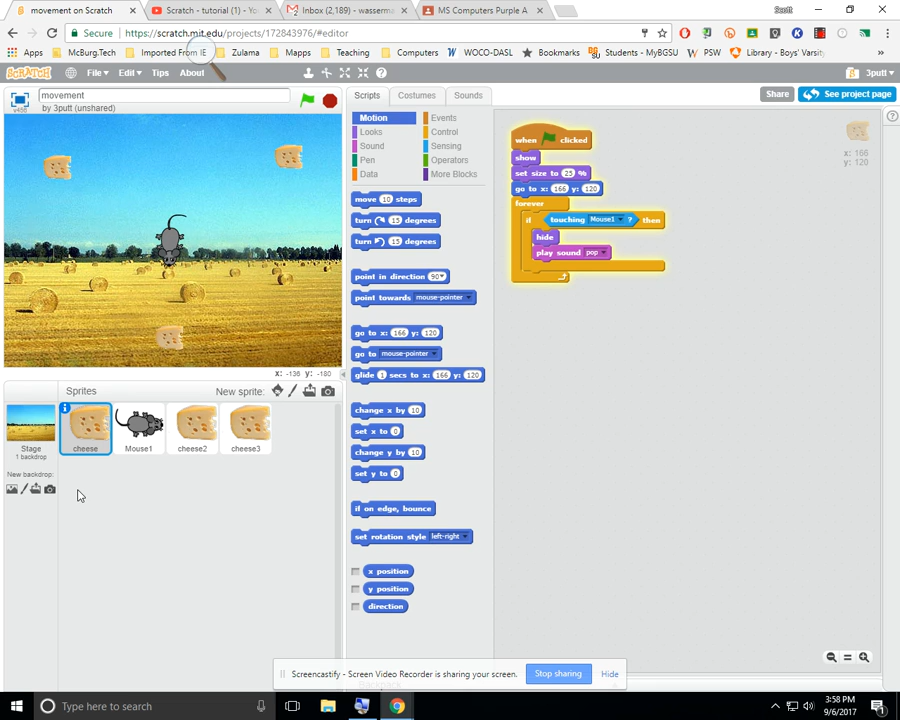 movement on Scratch
Scratch - tutorial (1) - Yo
Inbox (2,189) - wasserma
MS Computers Purple A
Scott
Secure
https://scratch.mit.edu/projects/172843976/#editor
Apps
McBurg.Tech
Imported From IE
Zulama
Mapps
Teaching
Computers
WOCO-DASL
Bookmarks
Students - MyBGSU
PSW
Library - Boys' Varsity
»
SCRATCH
File
Edit
Tips
About
3putt
v456
movement
by 3putt (unshared)
Scripts
Costumes
Sounds
Share
See project page
Motion
Events
Looks
Control
Sound
Sensing
Pen
Operators
Data
More Blocks
move 10 steps
turn 15 degrees
turn 15 degrees
point in direction 90
point towards mouse-pointer
go to x: 166 y: 120
go to mouse-pointer
glide 1 secs to x: 166 y: 120
change x by 10
set x to 0
change y by 10
set y to 0
if on edge, bounce
set rotation style left-right
x position
y position
direction
when clicked
show
set size to 25 %
go to x: 166 y: 120
forever
if touching Mouse1 ? then
hide
play sound pop
x: 166
y: 120
x: -136 y: -180
Sprites
New sprite:
Stage
1 backdrop
New backdrop:
cheese
Mouse1
cheese2
cheese3
Screencastify - Screen Video Recorder is sharing your screen.
Stop sharing
Hide
Type here to search
3:58 PM
9/6/2017
1